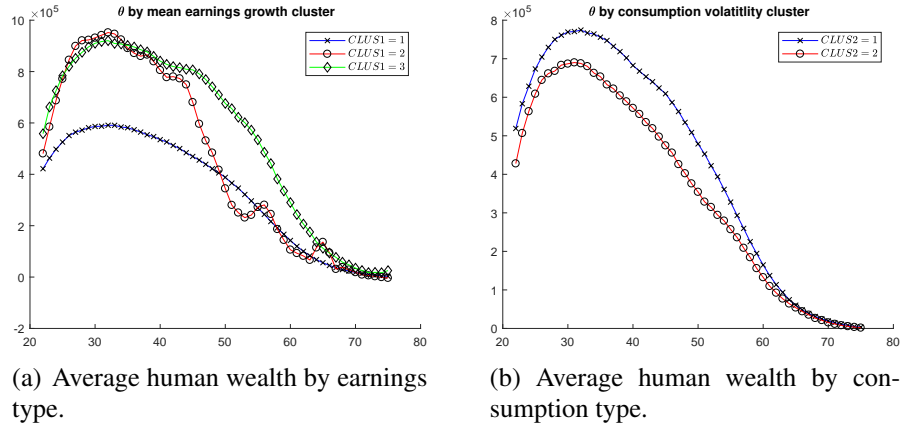 θ by mean earnings growth cluster
×10⁵
10
8
6
4
2
0
-2
20 30 40 50 60 70 80
CLUS1 = 1
CLUS1 = 2
CLUS1 = 3
(a) Average human wealth by earnings
type.
θ by consumption volatitlity cluster
×10⁵
8
7
6
5
4
3
2
1
0
20 30 40 50 60 70 80
CLUS2 = 1
CLUS2 = 2
(b) Average human wealth by con-
sumption type.